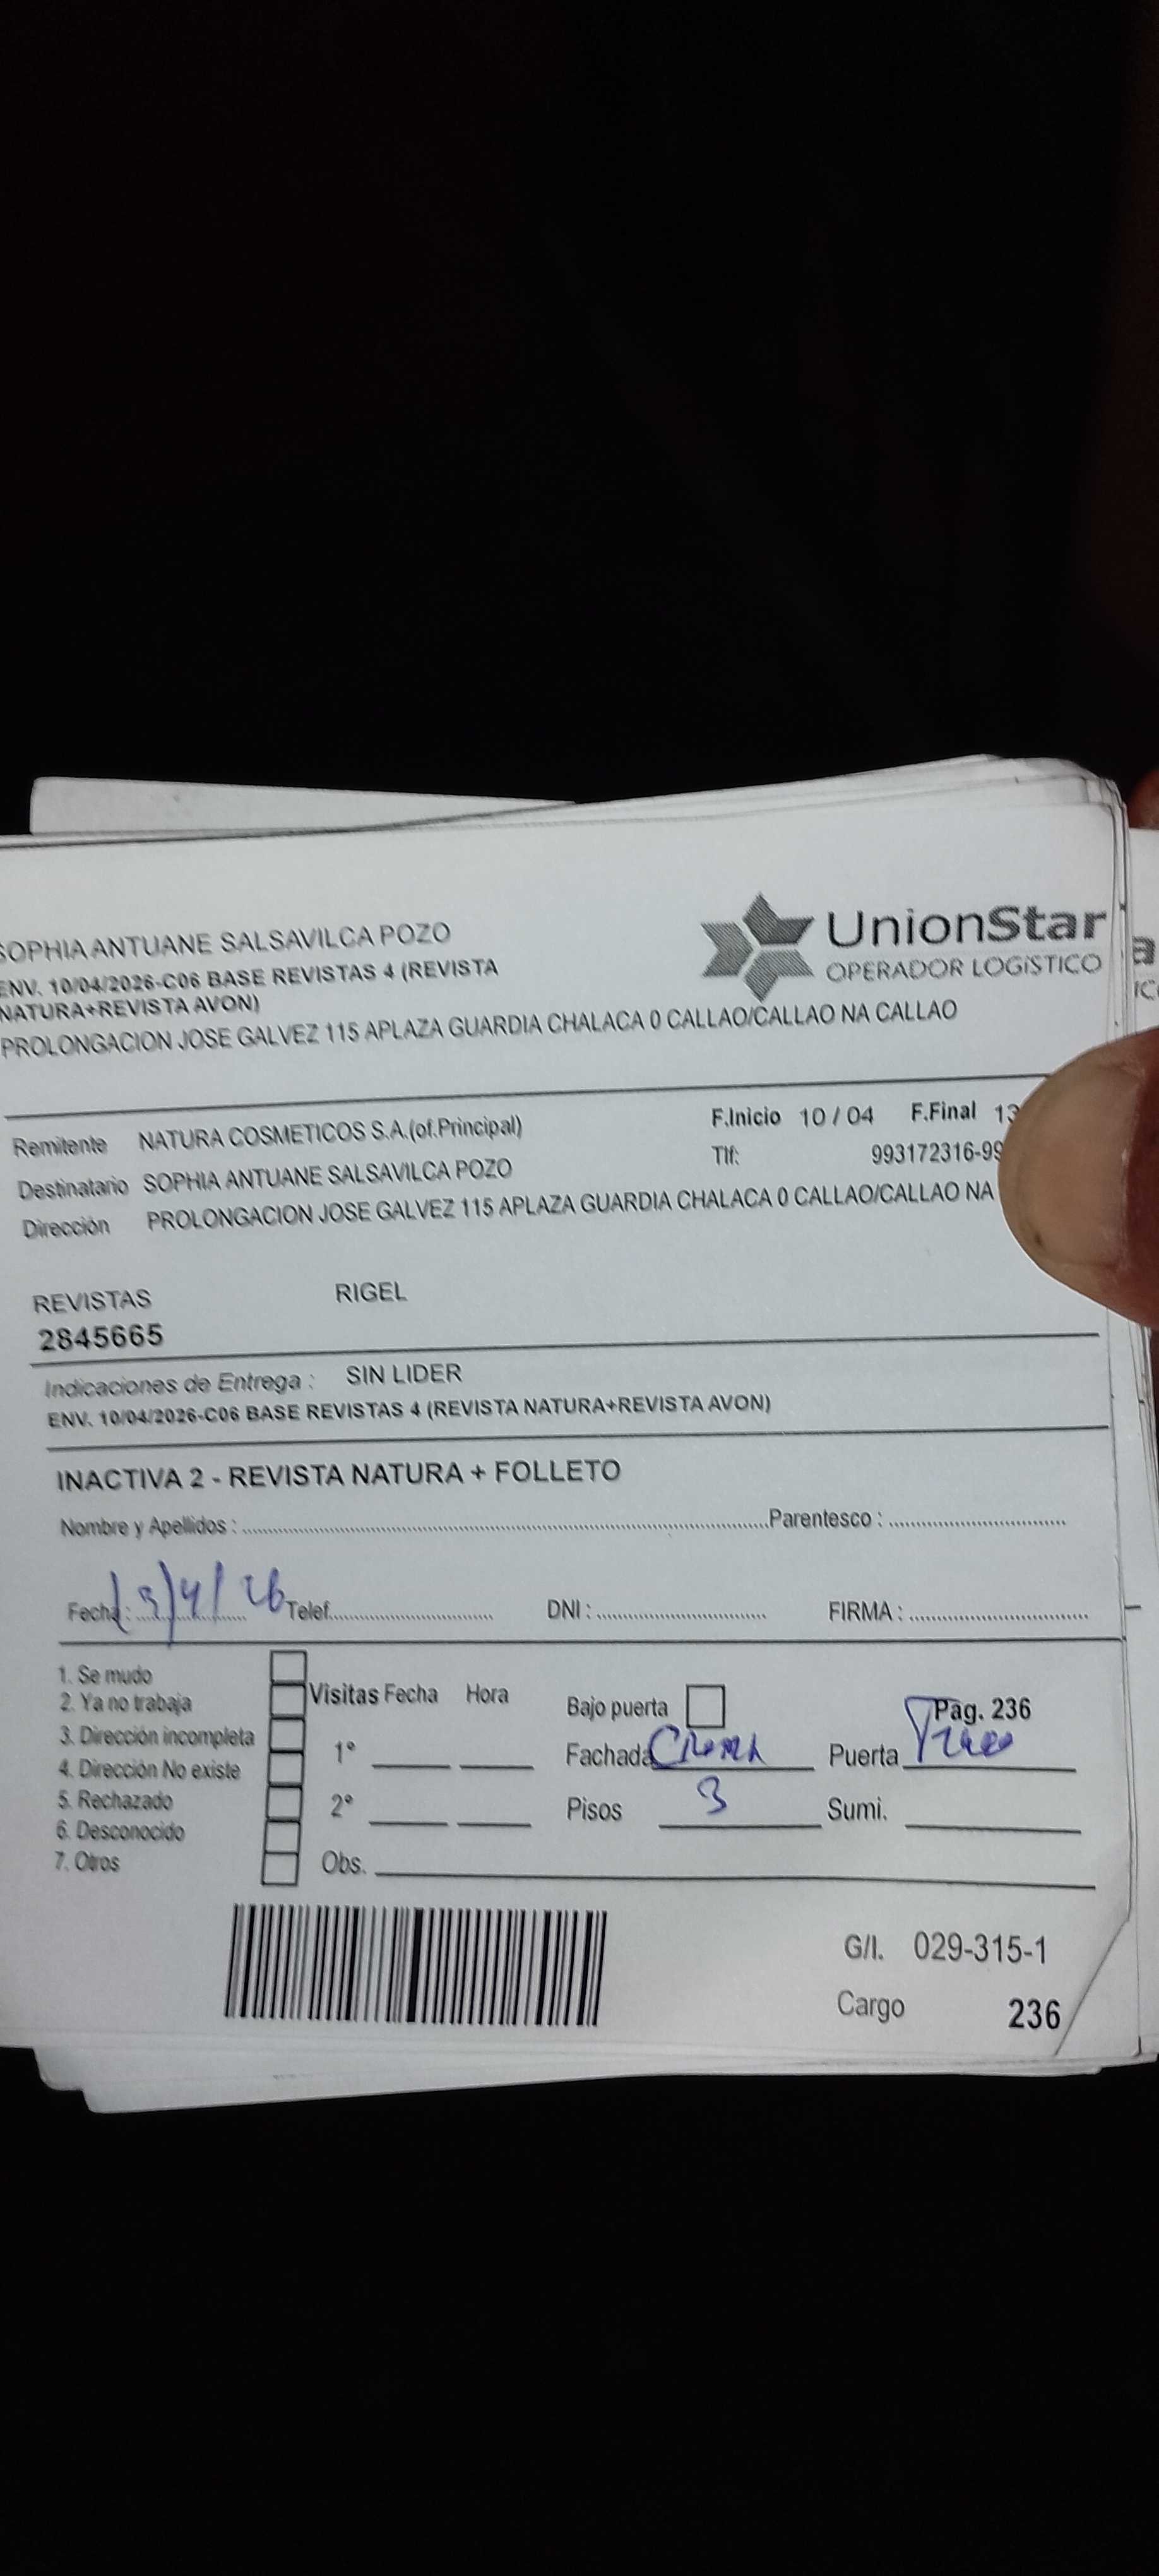 SOPHIA ANTUANE SALSAVILCA POZO
ENV. 10/04/2026-C06 BASE REVISTAS 4 (REVISTA
NATURA+REVISTA AVON)
UnionStar
OPERADOR LOGÍSTICO
PROLONGACION JOSE GALVEZ 115 APLAZA GUARDIA CHALACA 0 CALLAO/CALLAO NA CALLAO
Remitente NATURA COSMETICOS S.A.(of.Principal)
F.Inicio 10 / 04 F.Final 13
Destinatario SOPHIA ANTUANE SALSAVILCA POZO
Tlf: 993172316-99
Dirección PROLONGACION JOSE GALVEZ 115 APLAZA GUARDIA CHALACA 0 CALLAO/CALLAO NA
REVISTAS RIGEL
2845665
Indicaciones de Entrega : SIN LIDER
ENV. 10/04/2026-C06 BASE REVISTAS 4 (REVISTA NATURA+REVISTA AVON)
INACTIVA 2 - REVISTA NATURA + FOLLETO
Nombre y Apellidos : Parentesco :
Fecha : 13/4/26 Telef. DNI : FIRMA :
1. Se mudo
2. Ya no trabaja
3. Dirección incompleta
4. Dirección No existe
5. Rechazado
6. Desconocido
7. Otros
Visitas Fecha Hora
1°
2°
Obs.
Bajo puerta Pag. 236
Fachada Crema Puerta
Pisos 3 Sumi.
G/I. 029-315-1
Cargo 236